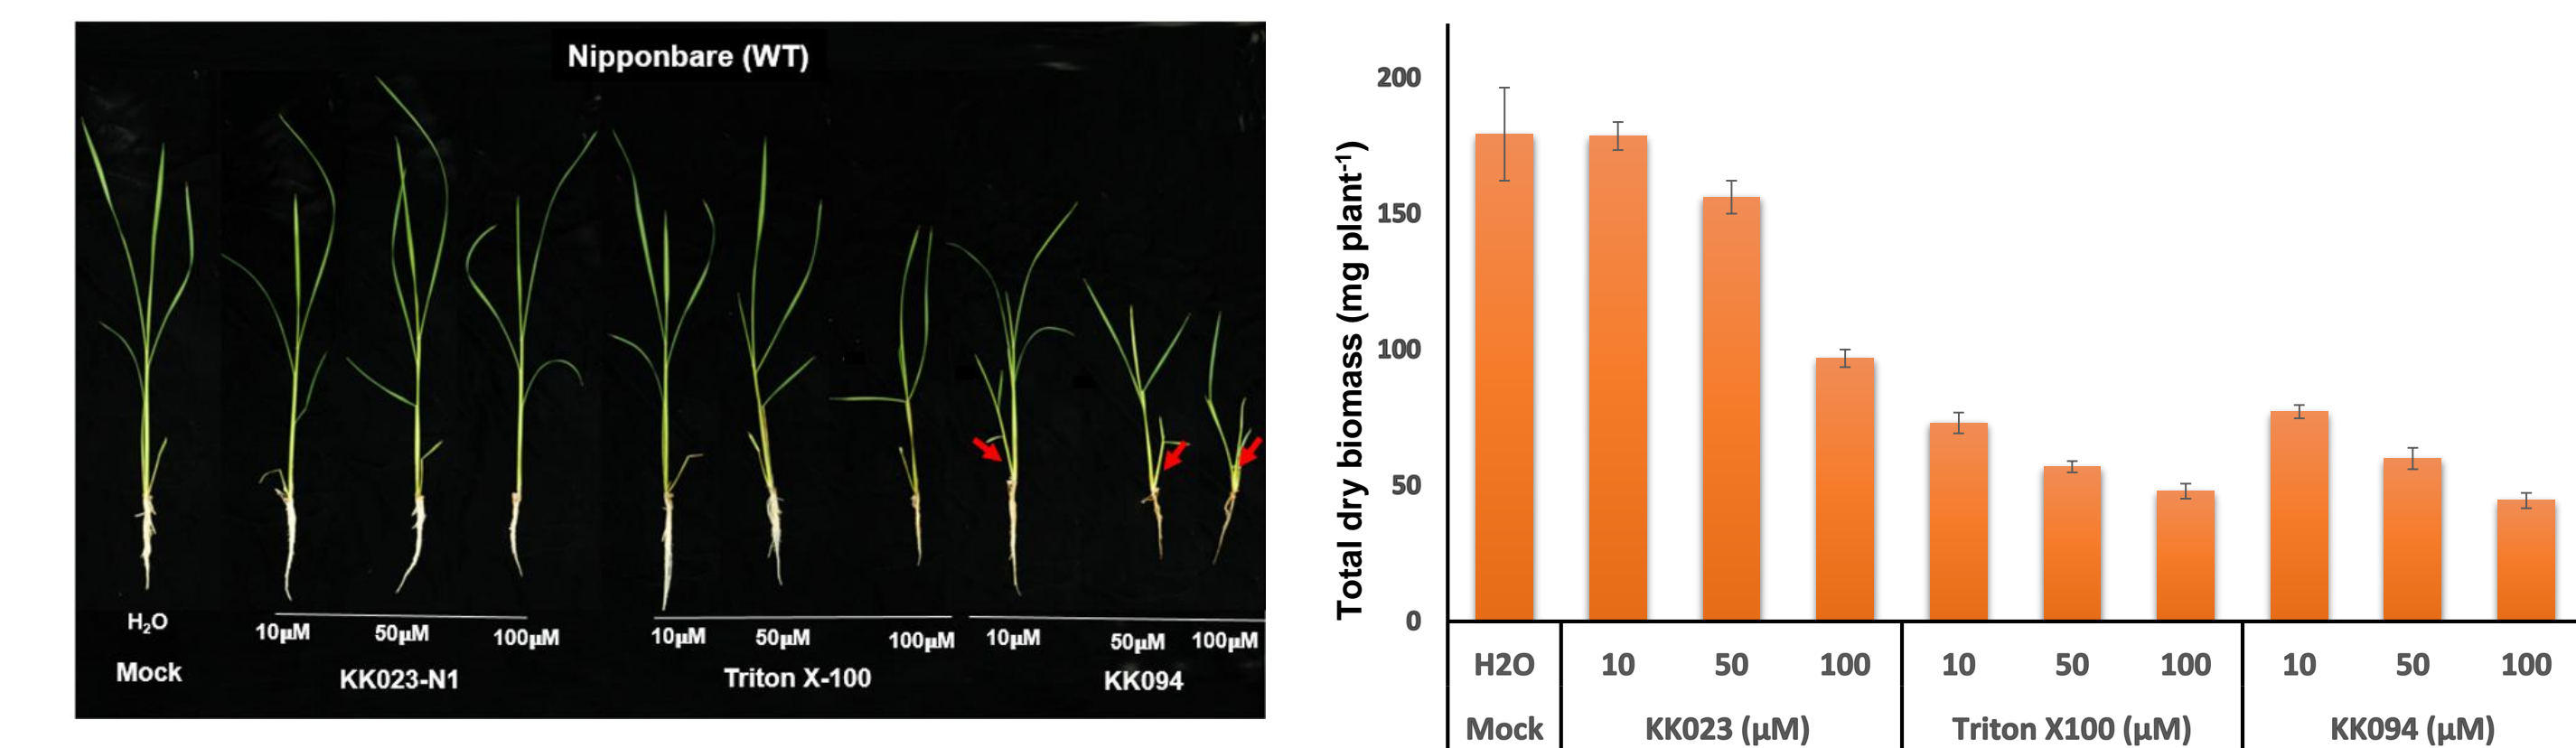 Nipponbare (WT)
H₂O 10µM 50µM 100µM 10µM 50µM 100µM 10µM 50µM 100µM
Mock KK023-N1 Triton X-100 KK094
Total dry biomass (mg plant⁻¹)
200
150
100
50
0
H2O 10 50 100 10 50 100 10 50 100
Mock KK023 (µM) Triton X100 (µM) KK094 (µM)